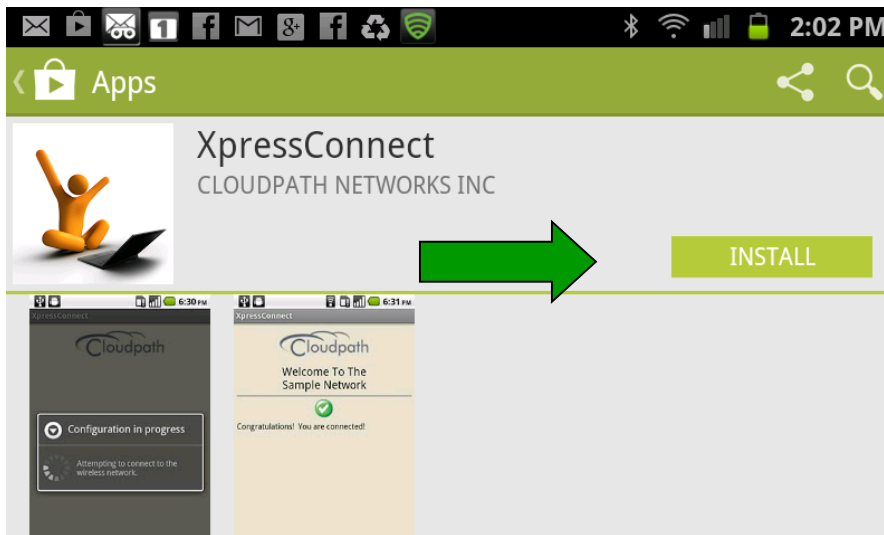 1
2:02 PM
Apps
XpressConnect
CLOUDPATH NETWORKS INC
INSTALL
6:30 PM
XpressConnect
Cloudpath
Configuration in progress
Attempting to connect to the
wireless network.
6:31 PM
XpressConnect
Cloudpath
Welcome To The
Sample Network
Congratulations! You are connected!